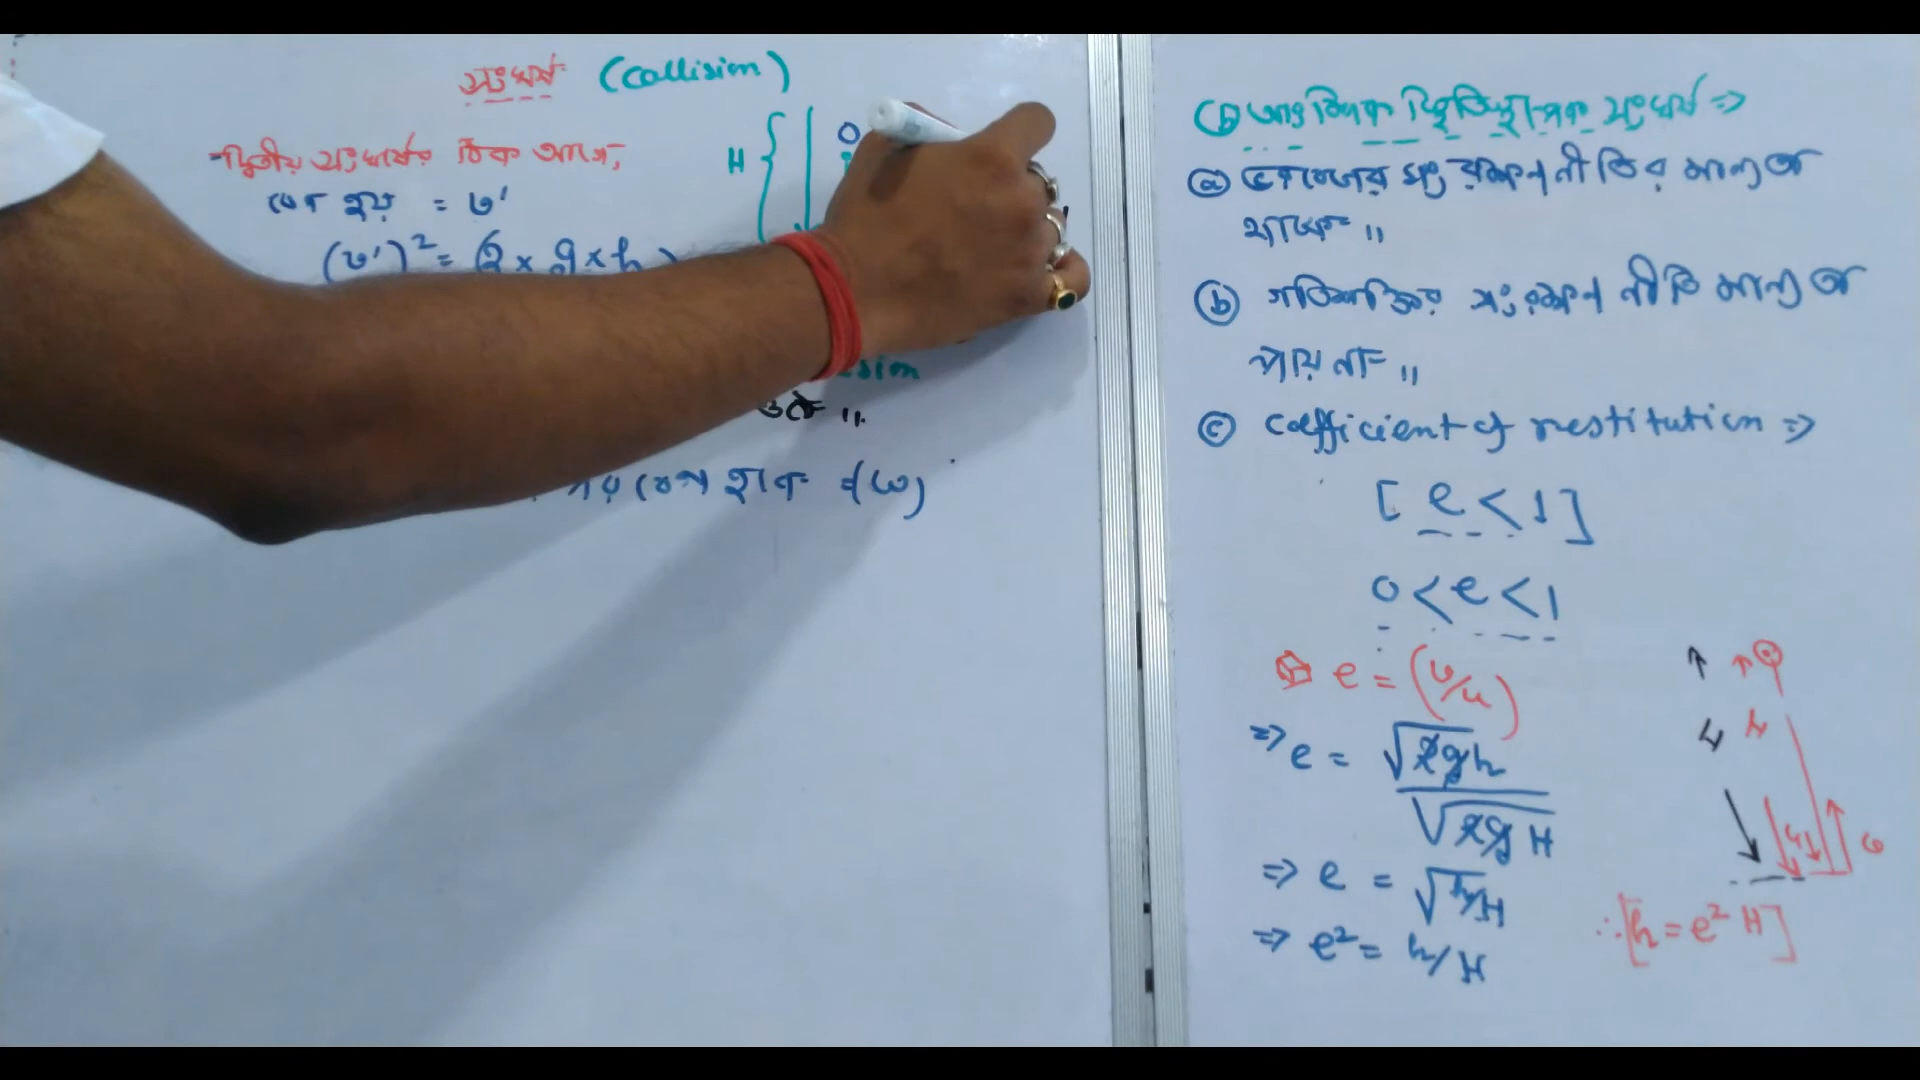 সংঘর্ষ (Collision)
দ্বিতীয় সংঘর্ষের ঠিক আগে,
বেগ হয় = v'
(v')² = (2 × g × h)
H
ⓑ আংশিক স্থিতিস্থাপক সংঘর্ষ ⇒
ⓐ ভরবেগের সংরক্ষণ নীতির মান্যতা
থাকে ॥
ⓑ গতিশক্তির সংরক্ষণ নীতি মান্যতা
পায় না ॥
ⓒ coefficient of restitution ⇒
[e < 1]
0 < e < 1
e = (v/u)
⇒ e = √2gh / √2gH
⇒ e = √h/H
⇒ e² = h/H
∴ [h = e² H]